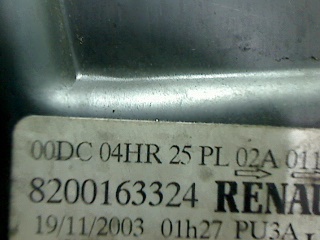 00DC 04HR 25 PL 02A 011
8200163324 RENAU
19/11/2003 01h27 PU3A